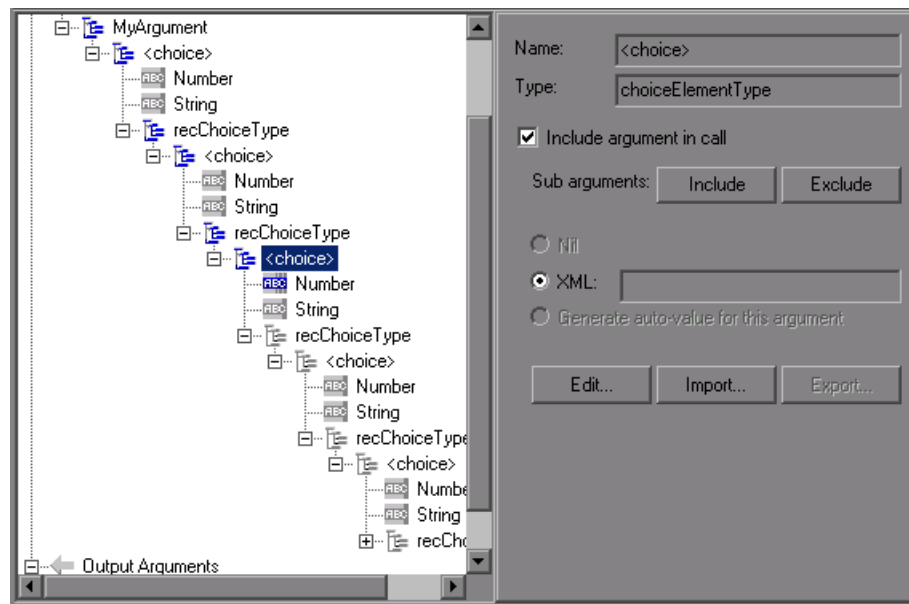 MyArgument
<choice>
Number
String
recChoiceType
<choice>
Number
String
recChoiceType
<choice>
Number
String
recChoiceType
<choice>
Number
String
recChoiceType
<choice>
Numbe
String
recCho
Output Arguments
Name: <choice>
Type: choiceElementType
Include argument in call
Sub arguments: Include Exclude
Nil
XML:
Generate auto-value for this argument
Edit... Import... Export...